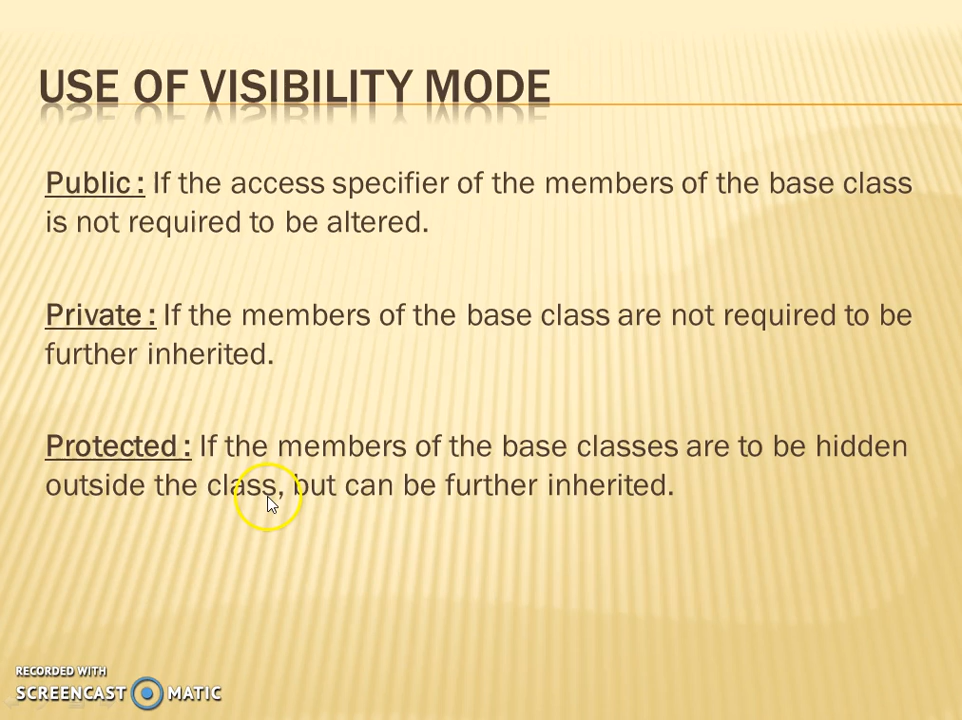 USE OF VISIBILITY MODE
Public : If the access specifier of the members of the base class
is not required to be altered.
Private : If the members of the base class are not required to be
further inherited.
Protected : If the members of the base classes are to be hidden
outside the class, but can be further inherited.
RECORDED WITH
SCREENCAST MATIC